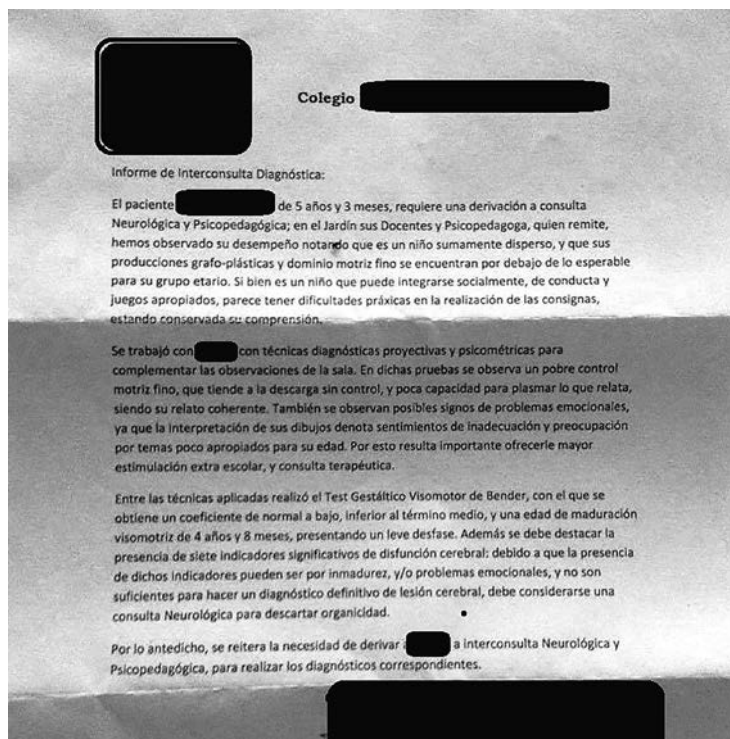 Colegio
Informe de Interconsulta Diagnóstica:
El paciente de 5 años y 3 meses, requiere una derivación a consulta
Neurológica y Psicopedagógica; en el Jardín sus Docentes y Psicopedagoga, quien remite,
hemos observado su desempeño notando que es un niño sumamente disperso, y que sus
producciones grafo-plásticas y dominio motriz fino se encuentran por debajo de lo esperable
para su grupo etario. Si bien es un niño que puede integrarse socialmente, de conducta y
juegos apropiados, parece tener dificultades práxicas en la realización de las consignas,
estando conservada su comprensión.
Se trabajó con con técnicas diagnósticas proyectivas y psicométricas para
complementar las observaciones de la sala. En dichas pruebas se observa un pobre control
motriz fino, que tiende a la descarga sin control, y poca capacidad para plasmar lo que relata,
siendo su relato coherente. También se observan posibles signos de problemas emocionales,
ya que la interpretación de sus dibujos denota sentimientos de inadecuación y preocupación
por temas poco apropiados para su edad. Por esto resulta importante ofrecerle mayor
estimulación extra escolar, y consulta terapéutica.
Entre las técnicas aplicadas realizó el Test Gestáltico Visomotor de Bender, con el que se
obtiene un coeficiente de normal a bajo, inferior al término medio, y una edad de maduración
visomotriz de 4 años y 8 meses, presentando un leve desfase. Además se debe destacar la
presencia de siete indicadores significativos de disfunción cerebral: debido a que la presencia
de dichos indicadores pueden ser por inmadurez, y/o problemas emocionales, y no son
suficientes para hacer un diagnóstico definitivo de lesión cerebral, debe considerarse una
consulta Neurológica para descartar organicidad.
Por lo antedicho, se reitera la necesidad de derivar a interconsulta Neurológica y
Psicopedagógica, para realizar los diagnósticos correspondientes.